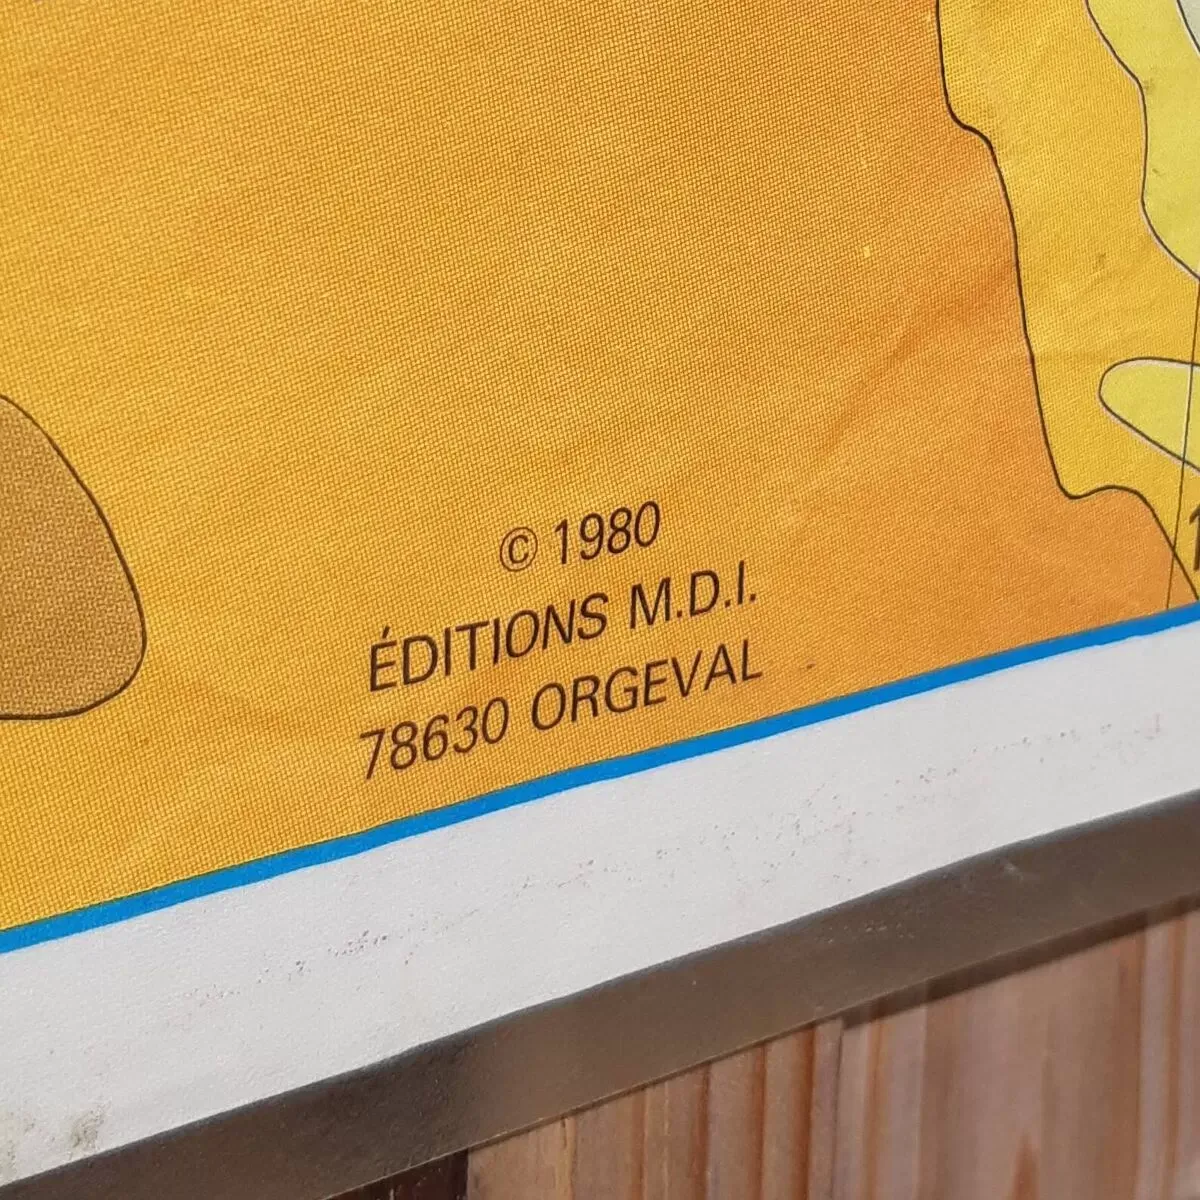 © 1980
ÉDITIONS M.D.I.
78630 ORGEVAL